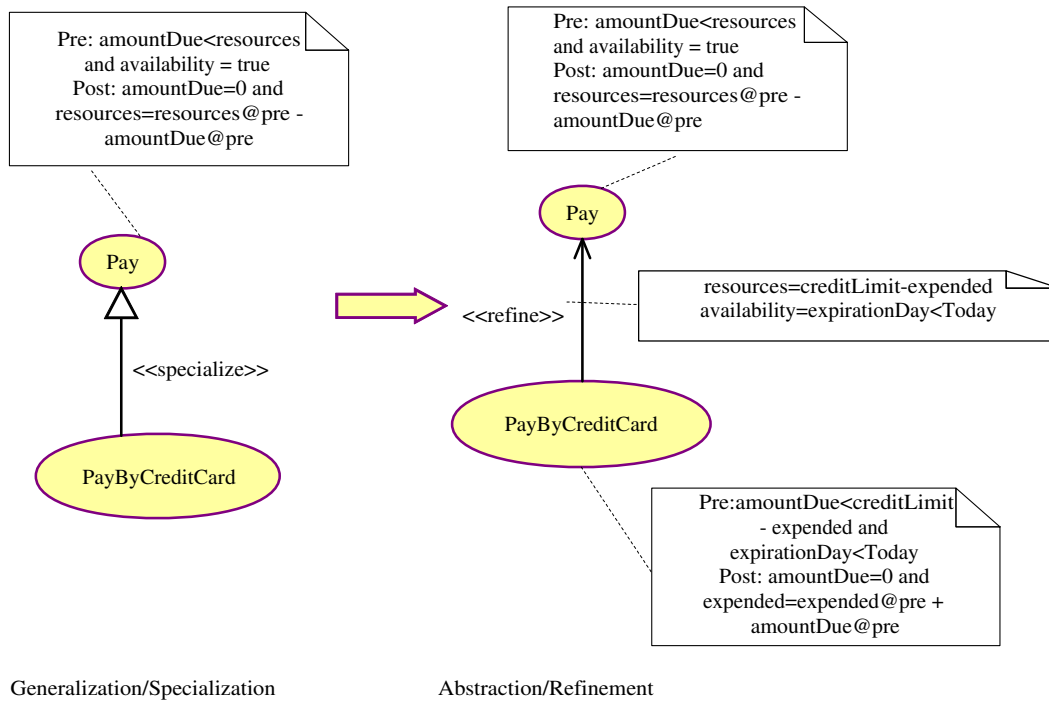 Pre: amountDue<resources
and availability = true
Post: amountDue=0 and
resources=resources@pre -
amountDue@pre
Pay
<<specialize>>
PayByCreditCard
Generalization/Specialization
Pre: amountDue<resources
and availability = true
Post: amountDue=0 and
resources=resources@pre -
amountDue@pre
Pay
<<refine>>
resources=creditLimit-expended
availability=expirationDay<Today
PayByCreditCard
Pre:amountDue<creditLimit
- expended and
expirationDay<Today
Post: amountDue=0 and
expended=expended@pre +
amountDue@pre
Abstraction/Refinement